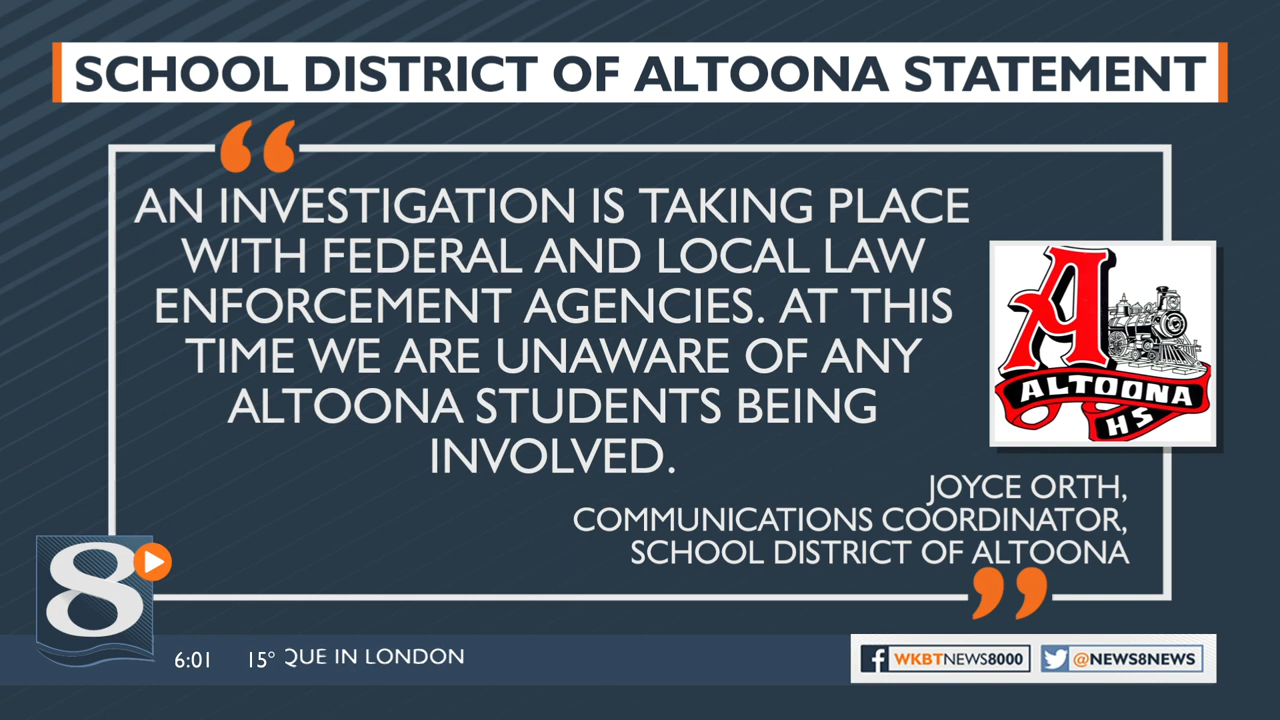 SCHOOL DISTRICT OF ALTOONA STATEMENT
“
AN INVESTIGATION IS TAKING PLACE
WITH FEDERAL AND LOCAL LAW
ENFORCEMENT AGENCIES. AT THIS
TIME WE ARE UNAWARE OF ANY
ALTOONA STUDENTS BEING
INVOLVED.
A
ALTOONA
HS
JOYCE ORTH,
COMMUNICATIONS COORDINATOR,
SCHOOL DISTRICT OF ALTOONA
”
8
6:01 15° QUE IN LONDON
f WKBTNEWS8000 @NEWS8NEWS